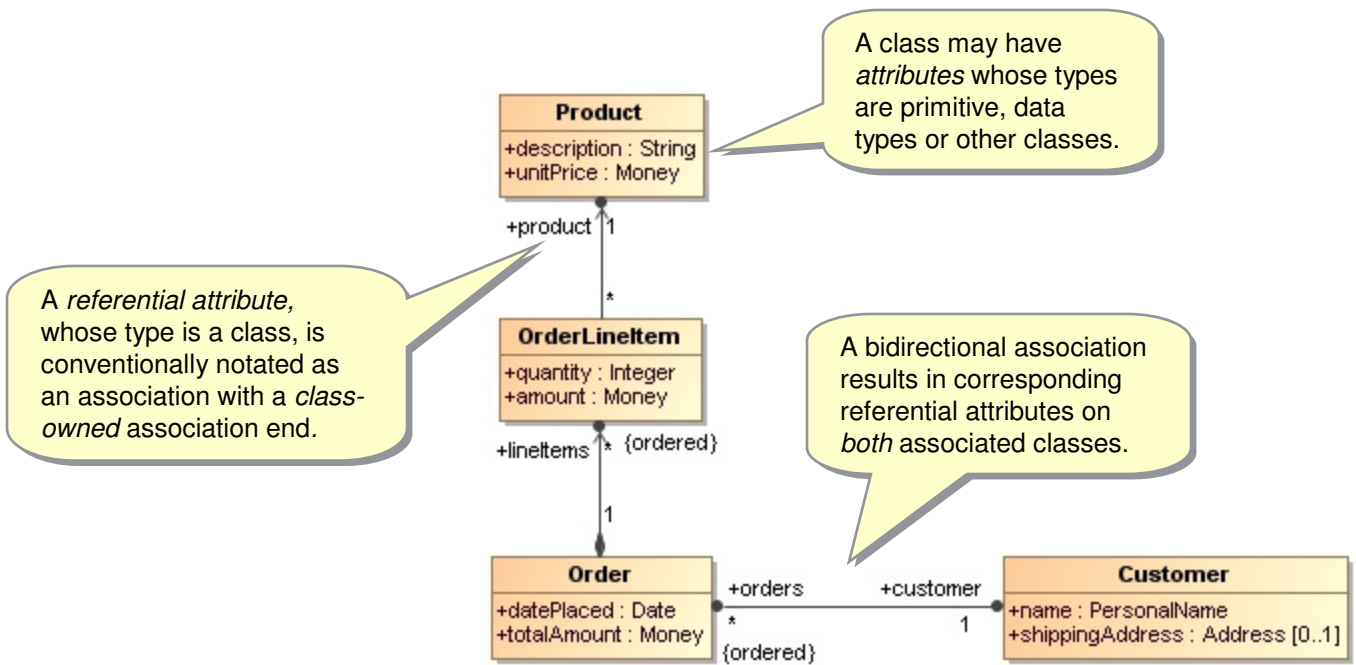 A class may have
attributes whose types
are primitive, data
types or other classes.
Product
+description : String
+unitPrice : Money
+product
1
*
A referential attribute,
whose type is a class, is
conventionally notated as
an association with a class-
owned association end.
OrderLineItem
+quantity : Integer
+amount : Money
+lineItems
* {ordered}
A bidirectional association
results in corresponding
referential attributes on
both associated classes.
1
Order
+datePlaced : Date
+totalAmount : Money
+orders
*
{ordered}
+customer
1
Customer
+name : PersonalName
+shippingAddress : Address [0..1]